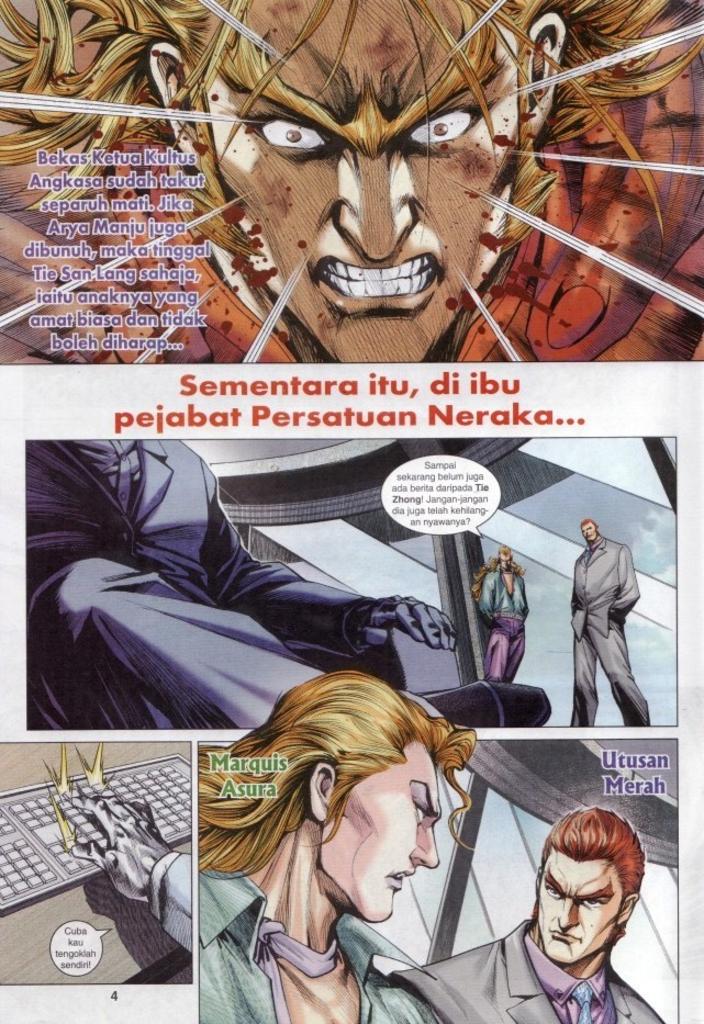 Bekas Ketua Kultus
Angkasa sudah takut
separuh mati. Jika
Arya Manju juga
dibunuh, maka tinggal
Tie San Lang sahaja,
iaitu anaknya yang
amat biasa dan tidak
boleh diharap...
Sementara itu, di ibu
pejabat Persatuan Neraka...
Sampai
sekarang belum juga
ada berita daripada Tie
Zhong! Jangan-jangan
dia juga telah kehilang-
an nyawanya?
Cuba
kau
tengoklah
sendiri!
Marquis
Asura
Utusan
Merah
4